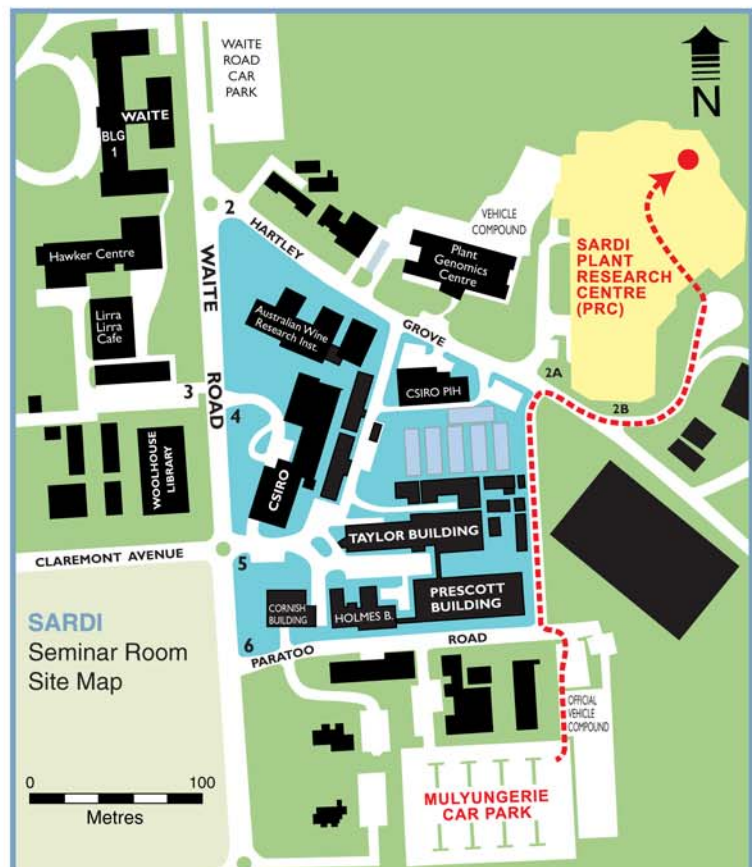 WAITE
ROAD
CAR
PARK
N
WAITE
BLG
1
2
HARTLEY
GROVE
VEHICLE
COMPOUND
Plant
Genomics
Centre
SARDI
PLANT
RESEARCH
CENTRE
(PRC)
Hawker Centre
WAITE
ROAD
Lirra
Lirra
Cafe
Australian Wine
Research Inst.
CSIRO PIH
2A
2B
3
4
WOOLHOUSE
LIBRARY
CSIRO
TAYLOR BUILDING
CLAREMONT AVENUE
5
PRESCOTT
BUILDING
CORNISH
BUILDING
HOLMES B.
6
PARATOO
ROAD
SARDI
Seminar Room
Site Map
OFFICIAL
VEHICLE
COMPOUND
0
100
Metres
MULYUNGERIE
CAR PARK